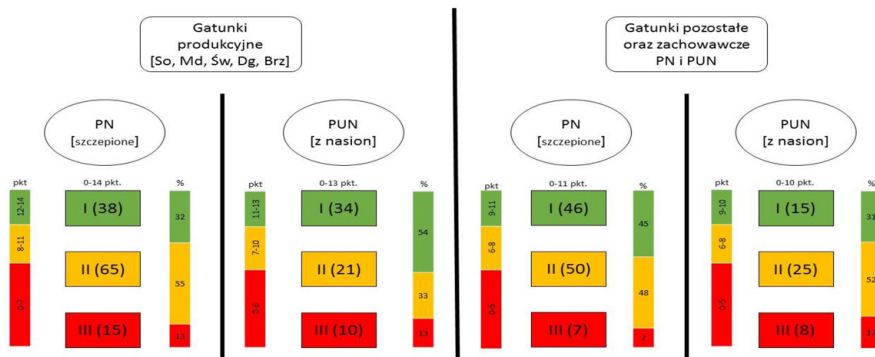 Gatunki
produkcyjne
[So, Md, Św, Dg, Brz]
Gatunki pozostałe
oraz zachowawcze
PN i PUN
PN
[szczepione]
PUN
[z nasion]
PN
[szczepione]
PUN
[z nasion]
pkt
0-14 pkt.
%
12-14
I (38)
32
8-11
II (65)
55
0-7
III (15)
13
pkt
0-13 pkt.
%
11-13
I (34)
54
7-10
II (21)
33
0-6
III (10)
13
pkt
0-11 pkt.
%
9-11
I (46)
45
6-8
II (50)
48
0-5
III (7)
7
pkt
0-10 pkt.
%
9-10
I (15)
31
6-8
II (25)
52
0-5
III (8)
17